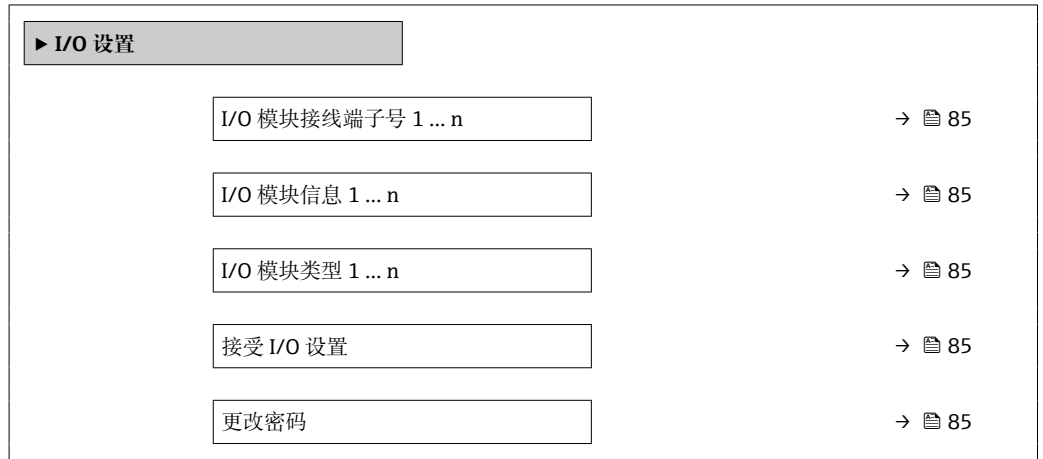 ▶ I/O 设置
I/O 模块接线端子号 1 … n → 85
I/O 模块信息 1 … n → 85
I/O 模块类型 1 … n → 85
接受 I/O 设置 → 85
更改密码 → 85